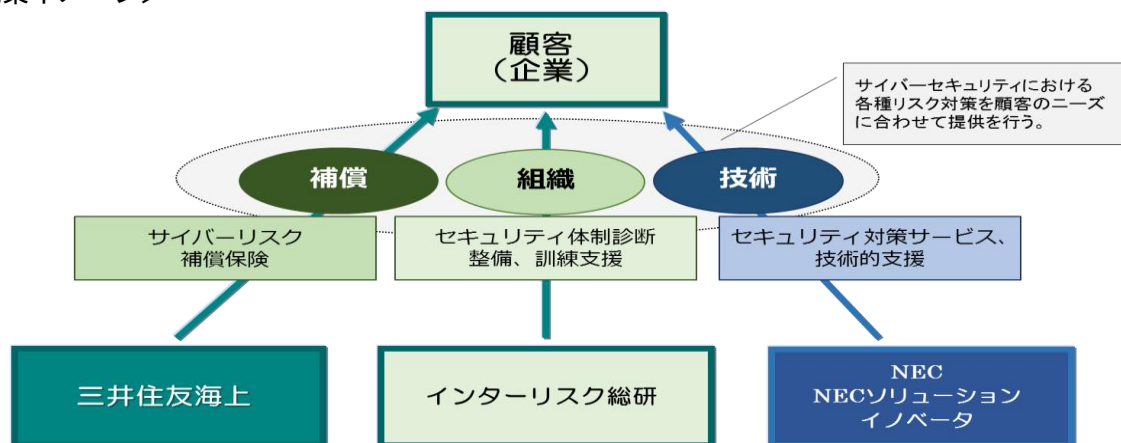 顧客
（企業）
サイバーセキュリティにおける
各種リスク対策を顧客のニーズ
に合わせて提供を行う。
補償
組織
技術
サイバーリスク
補償保険
セキュリティ体制診断
整備、訓練支援
セキュリティ対策サービス、
技術的支援
三井住友海上
インターリスク総研
NEC
NECソリューション
イノベータ